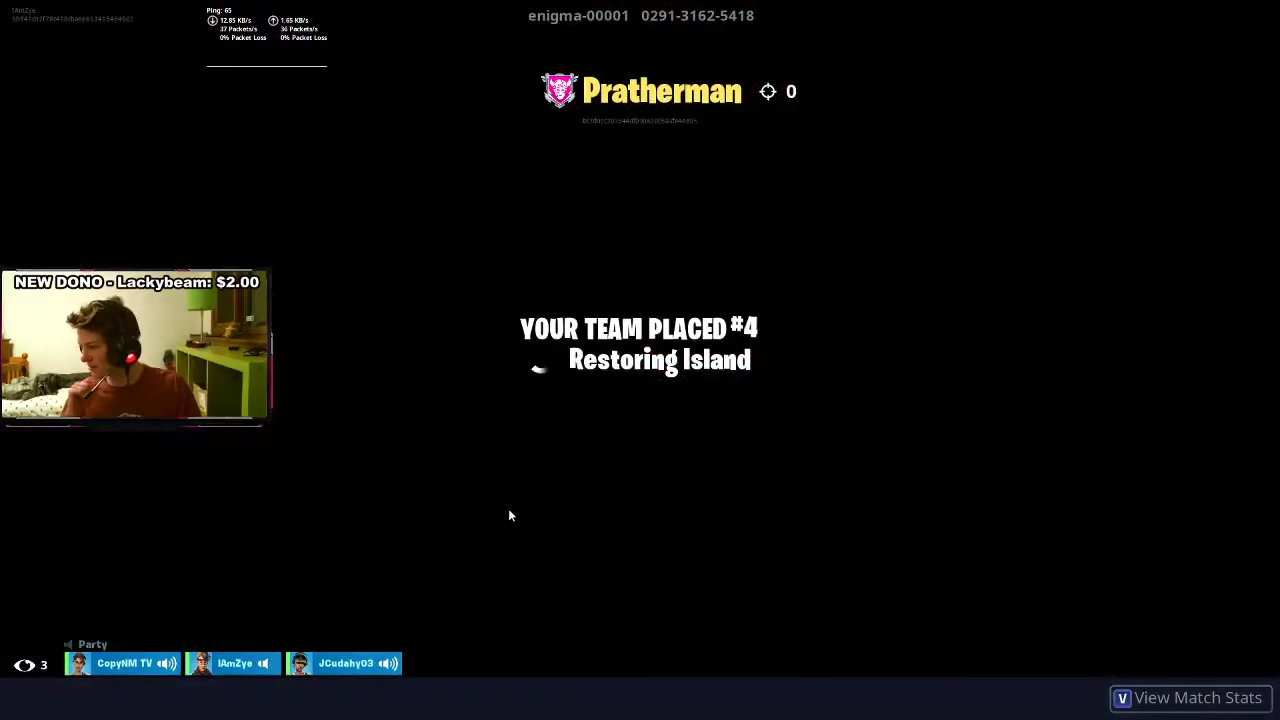 IAmZye
Ping: 65
12.85 KB/s 1.65 KB/s
37 Packets/s 36 Packets/s
0% Packet Loss 0% Packet Loss
enigma-00001 0291-3162-5418
Pratherman 0
NEW DONO - Lackybeam: $2.00
YOUR TEAM PLACED #4
Restoring Island
Party
3 CopyNM TV IAmZye JCudahy03
V View Match Stats